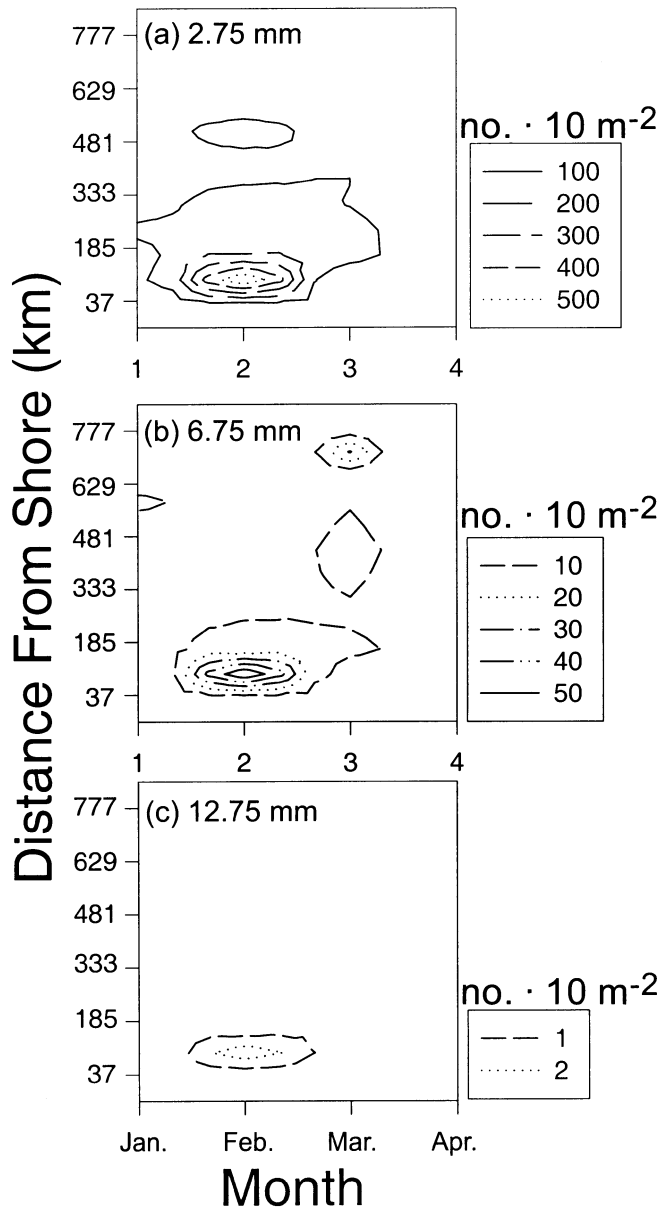 Distance From Shore (km)
(a) 2.75 mm
777
629
481
333
185
37
1 2 3 4
no. · 10 m-2
100
200
300
400
500
(b) 6.75 mm
777
629
481
333
185
37
1 2 3 4
no. · 10 m-2
10
20
30
40
50
(c) 12.75 mm
777
629
481
333
185
37
Jan. Feb. Mar. Apr.
no. · 10 m-2
1
2
Month